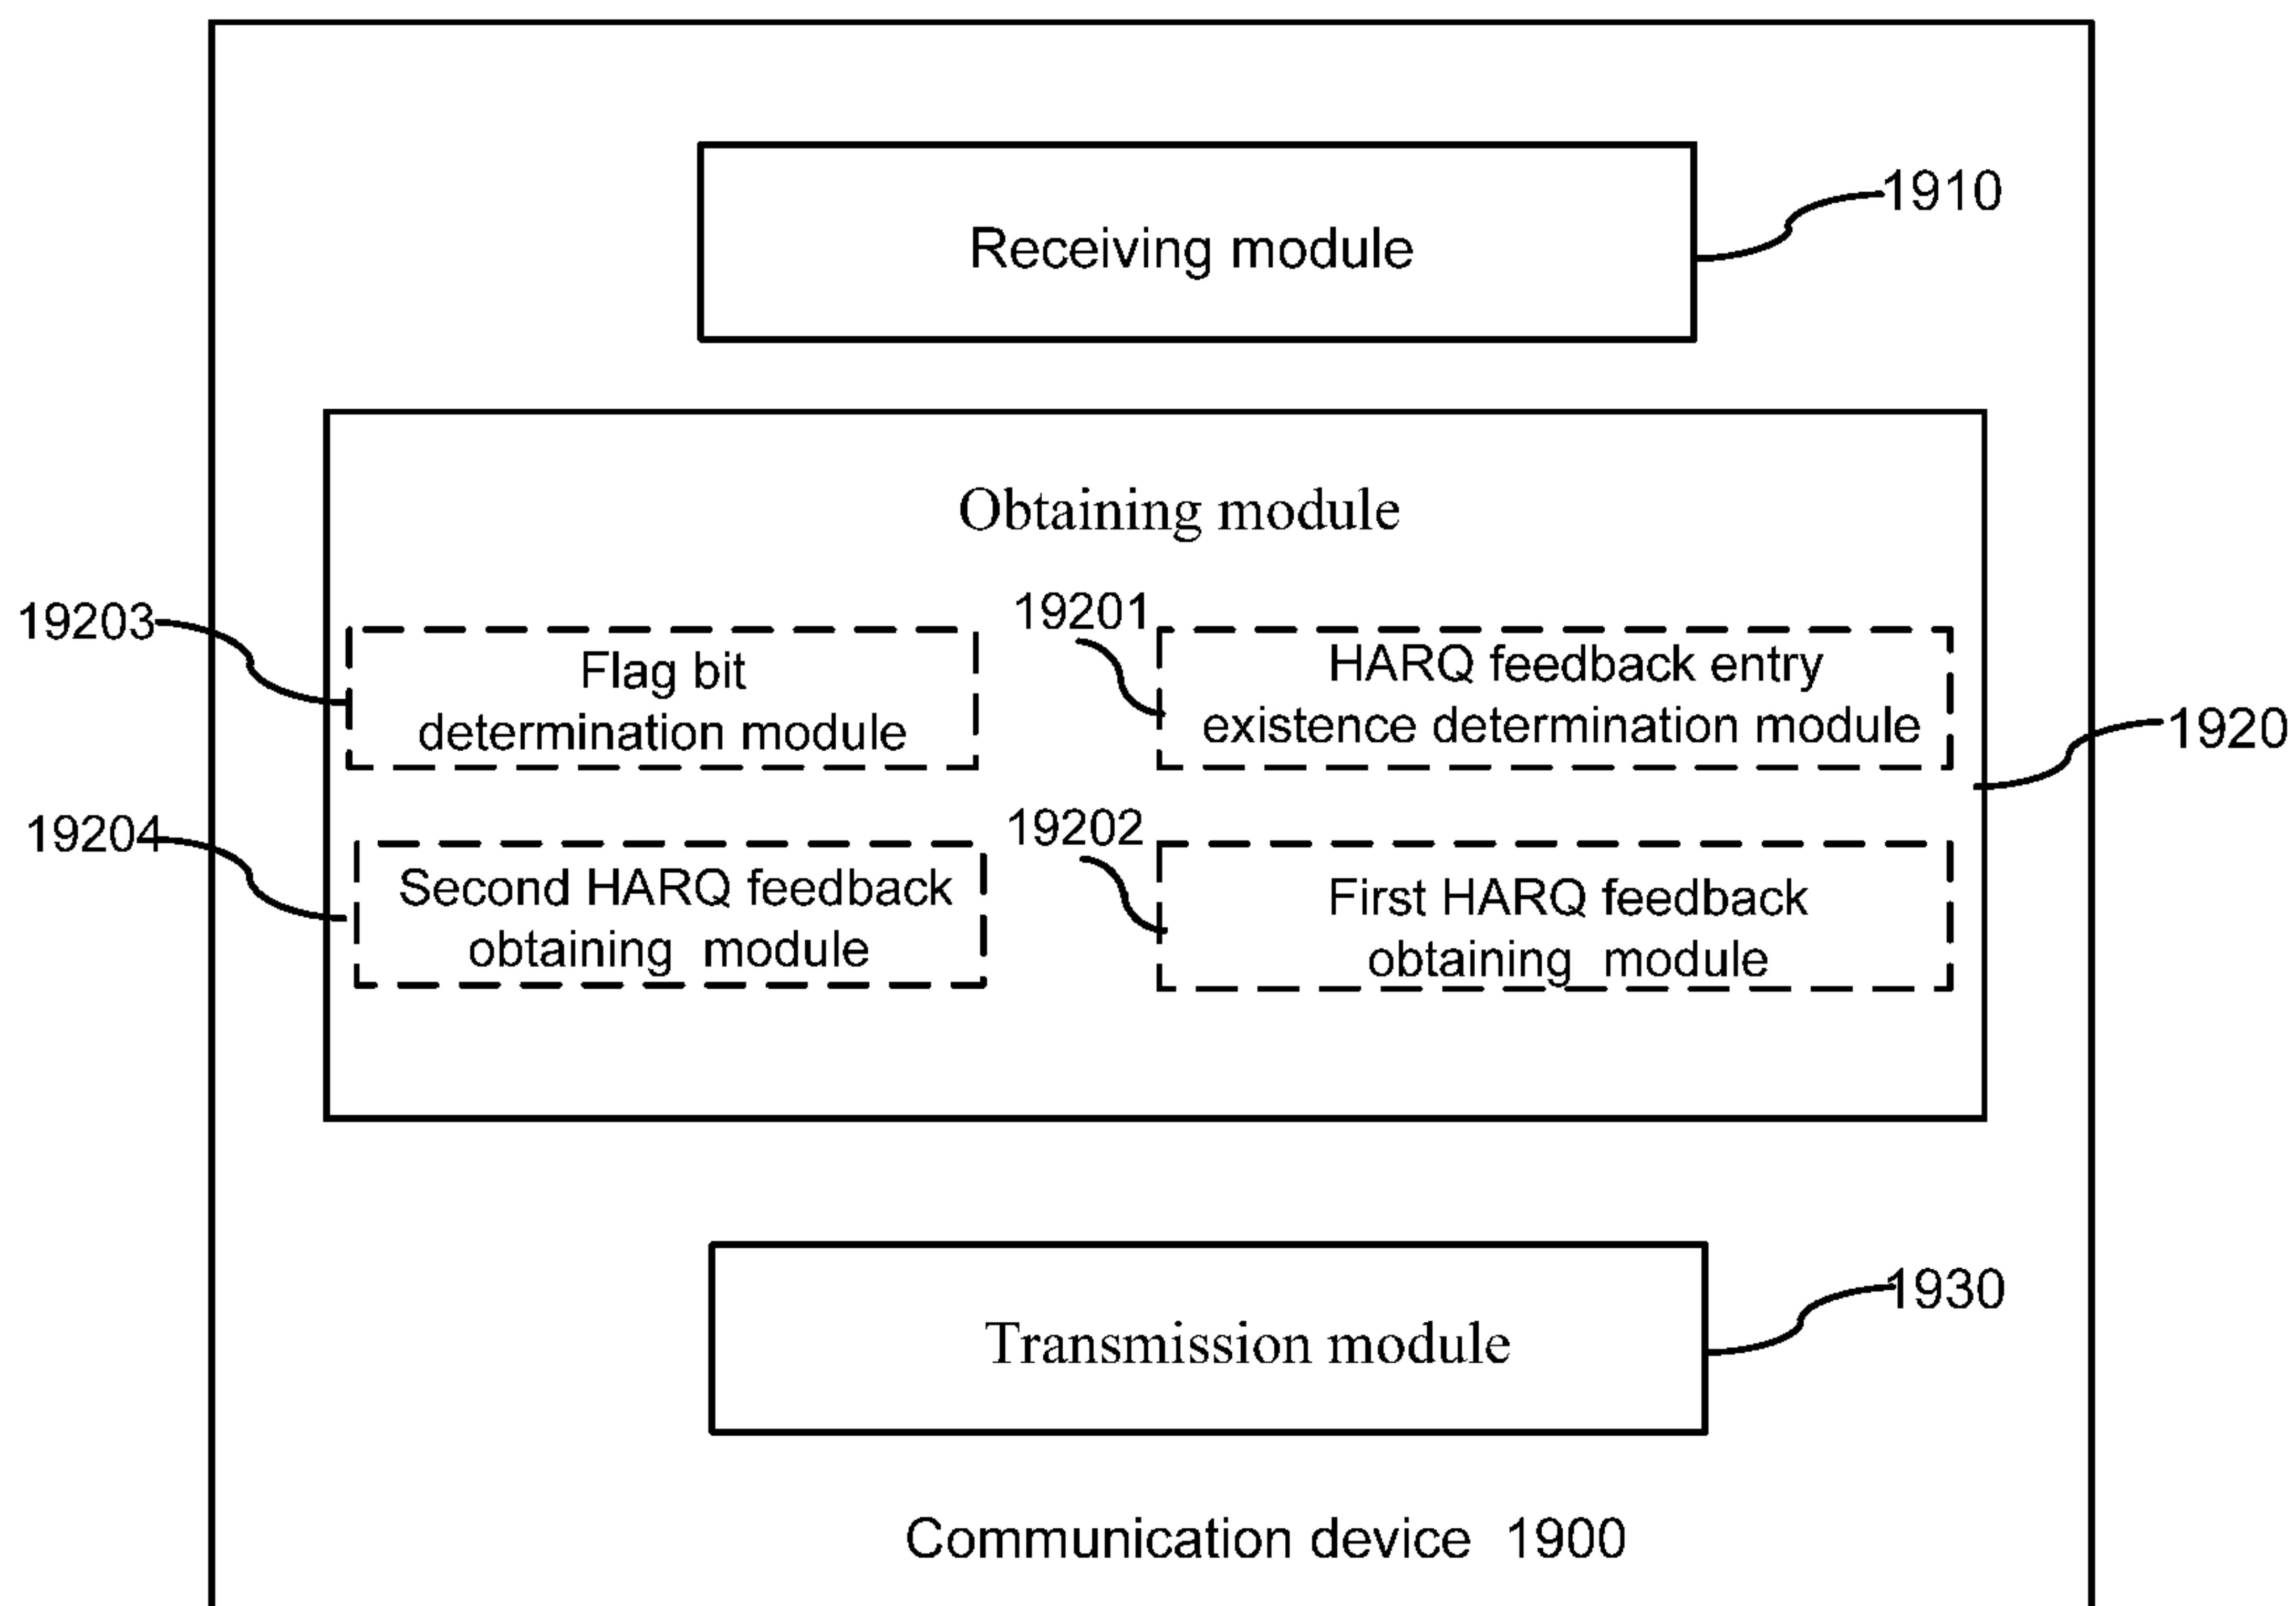 1910
Receiving module
Obtaining module
19203
Flag bit
determination module
19201
HARQ feedback entry
existence determination module
1920
19204
Second HARQ feedback
obtaining module
19202
First HARQ feedback
obtaining module
1930
Transmission module
Communication device 1900